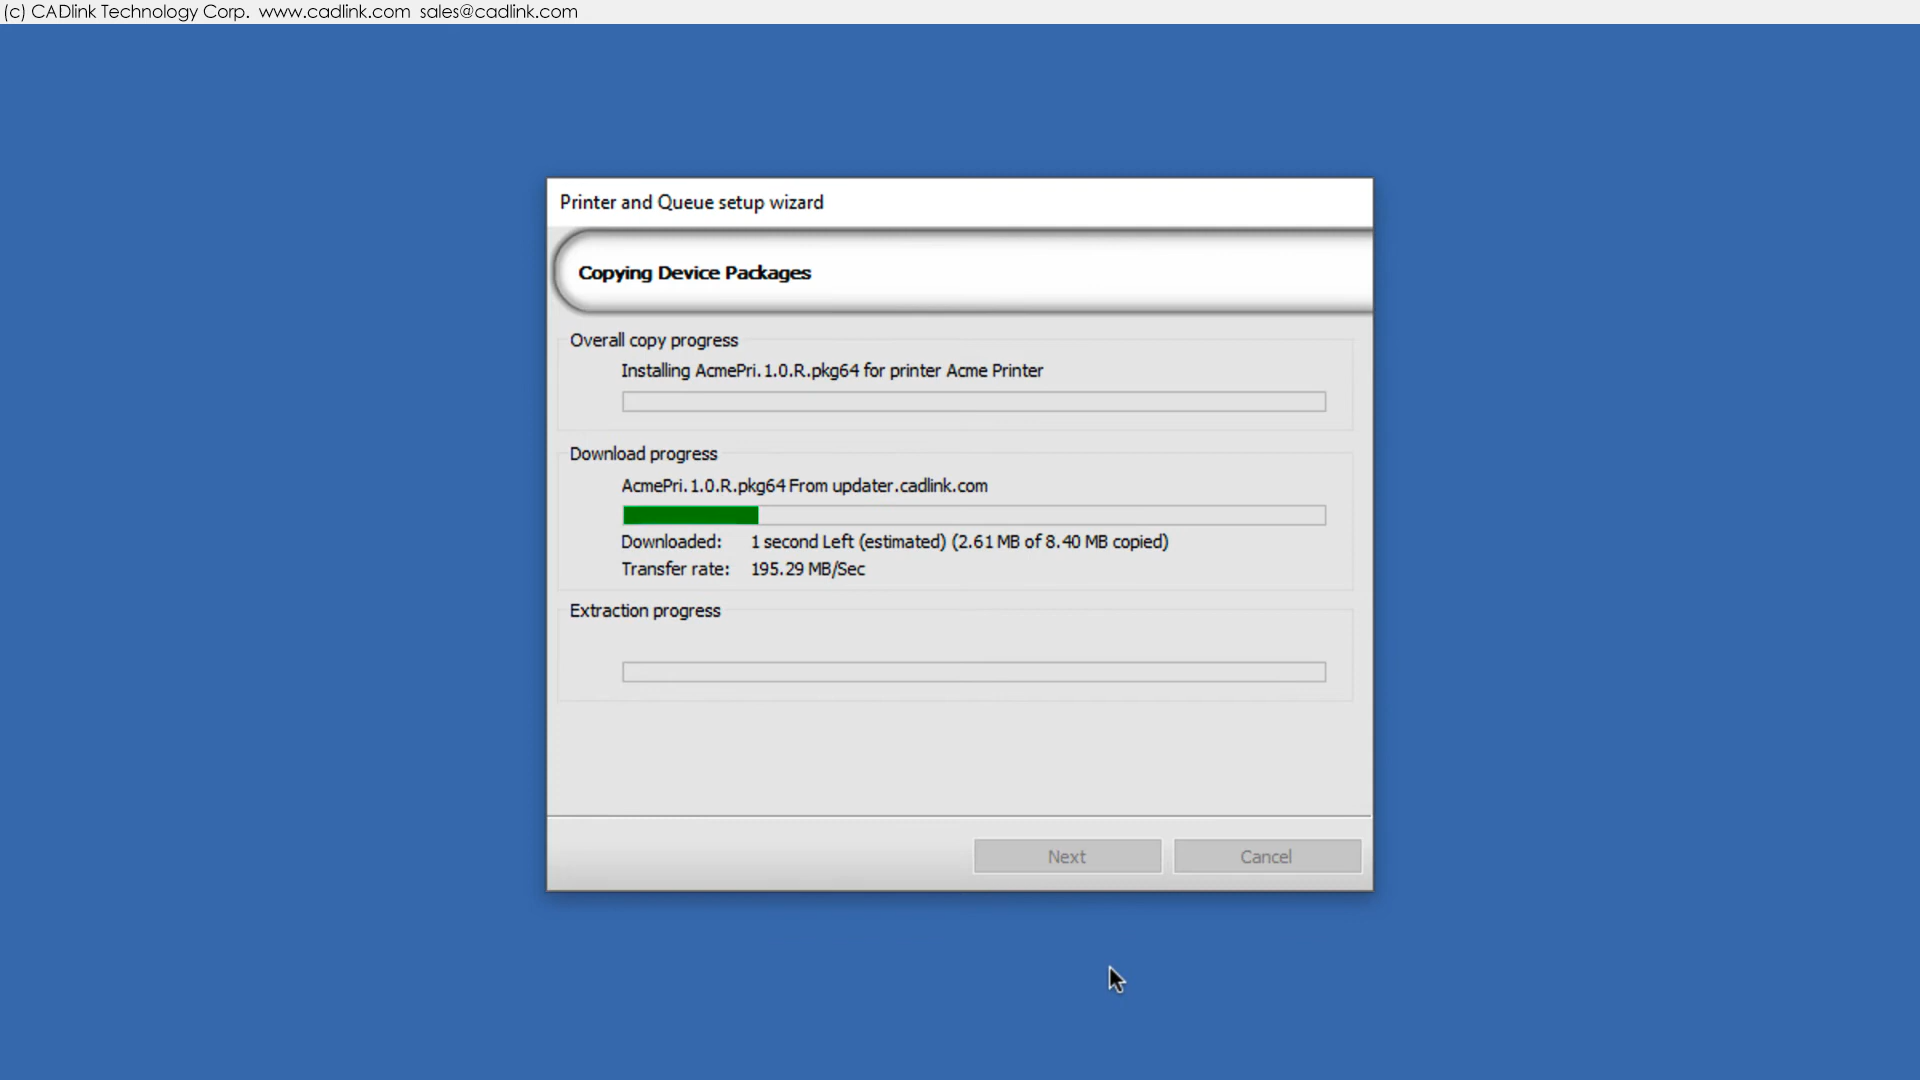 (c) CADlink Technology Corp. www.cadlink.com sales@cadlink.com
Printer and Queue setup wizard
Copying Device Packages
Overall copy progress
Installing AcmePri.1.0.R.pkg64 for printer Acme Printer
Download progress
AcmePri.1.0.R.pkg64 From updater.cadlink.com
Downloaded: 1 second Left (estimated) (2.61 MB of 8.40 MB copied)
Transfer rate: 195.29 MB/Sec
Extraction progress
Next Cancel